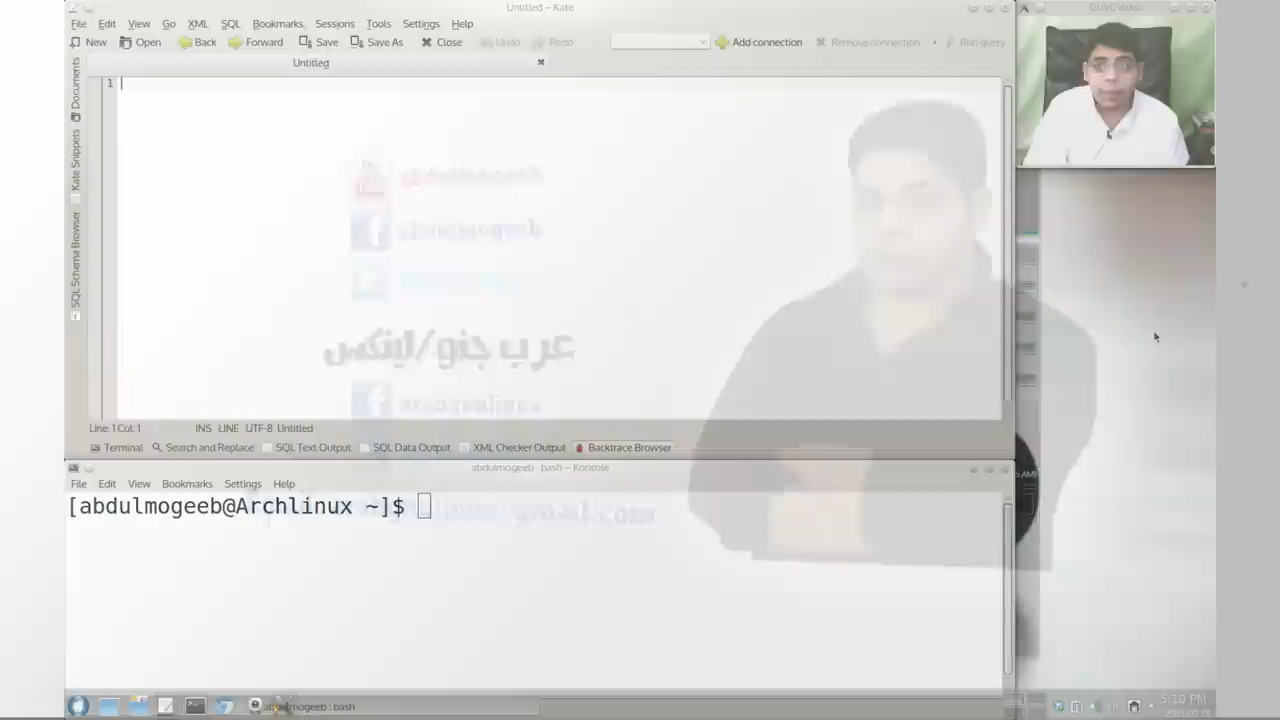 Untitled – Kate
File Edit View Go XML SQL Bookmarks Sessions Tools Settings Help
New Open Back Forward Save Save As Close Undo Redo Add connection Remove connection Run query
Untitled
Documents
Kate Snippets
SQL Schema Browser
1
عرب جنو/لينكس
Line: 1 Col: 1 INS LINE UTF-8 Untitled
Terminal Search and Replace SQL Text Output SQL Data Output XML Checker Output Backtrace Browser
abdulmogeeb : bash – Konsole
File Edit View Bookmarks Settings Help
[abdulmogeeb@Archlinux ~]$
GUVCVideo
5:10 PM